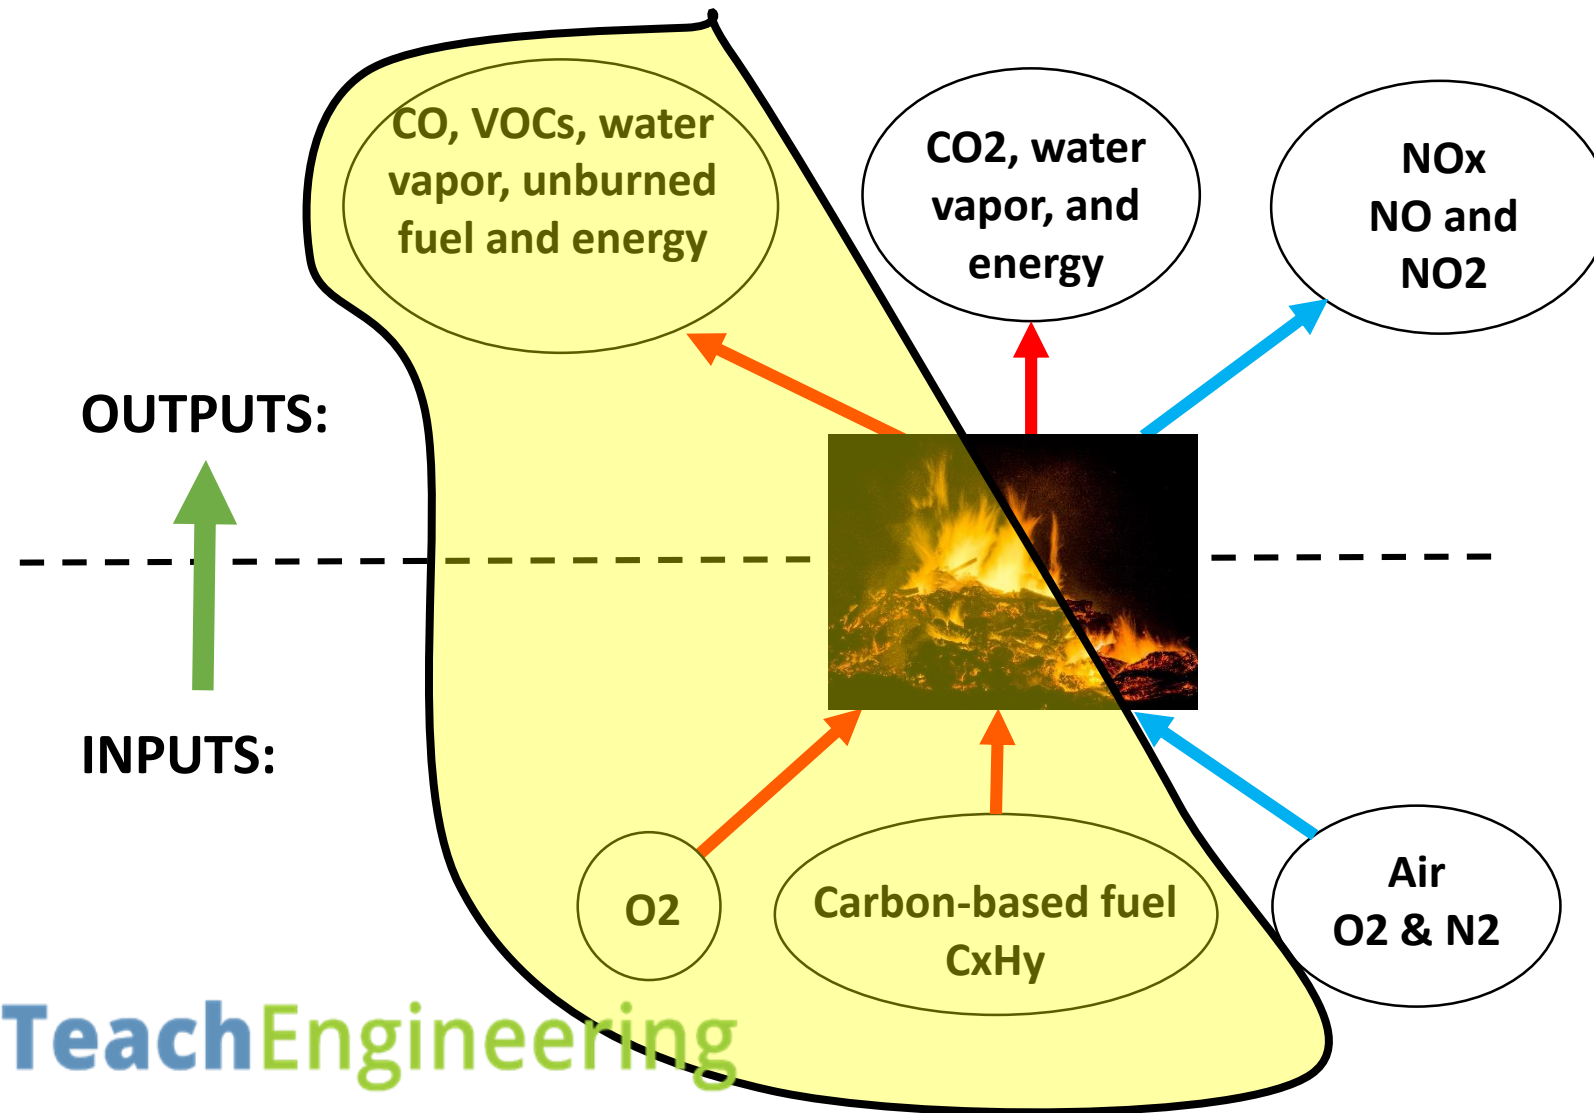 CO, VOCs, water
vapor, unburned
fuel and energy
CO2, water
vapor, and
energy
NOx
NO and
NO2
OUTPUTS:
INPUTS:
O2
Carbon-based fuel
CxHy
Air
O2 & N2
TeachEngineering